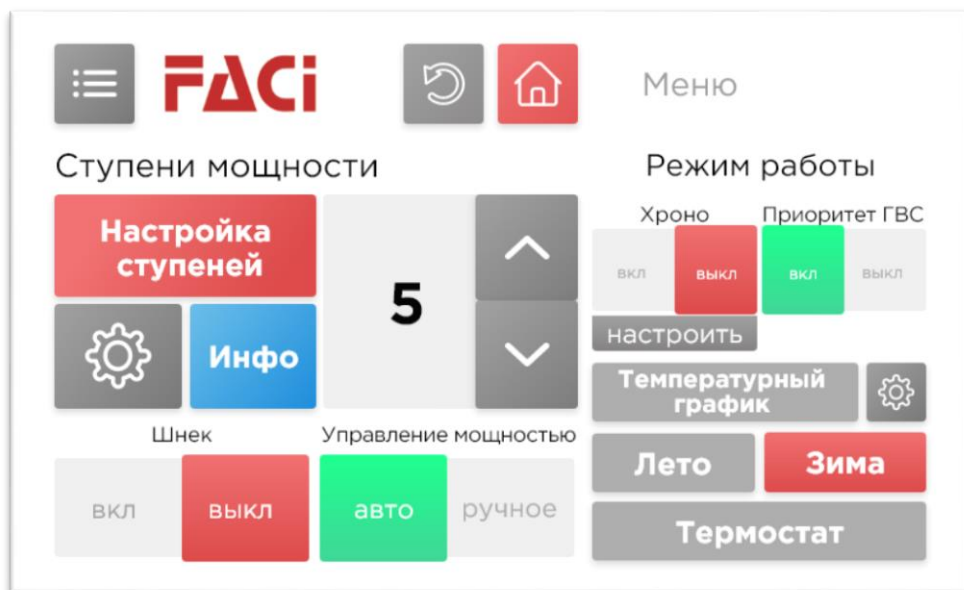 FACi
Меню
Ступени мощности
Режим работы
Настройка
ступеней
5
Хроно
Приоритет ГВС
вкл
выкл
вкл
выкл
настроить
Инфо
Температурный
график
Шнек
Управление мощностью
Лето
Зима
вкл
выкл
авто
ручное
Термостат